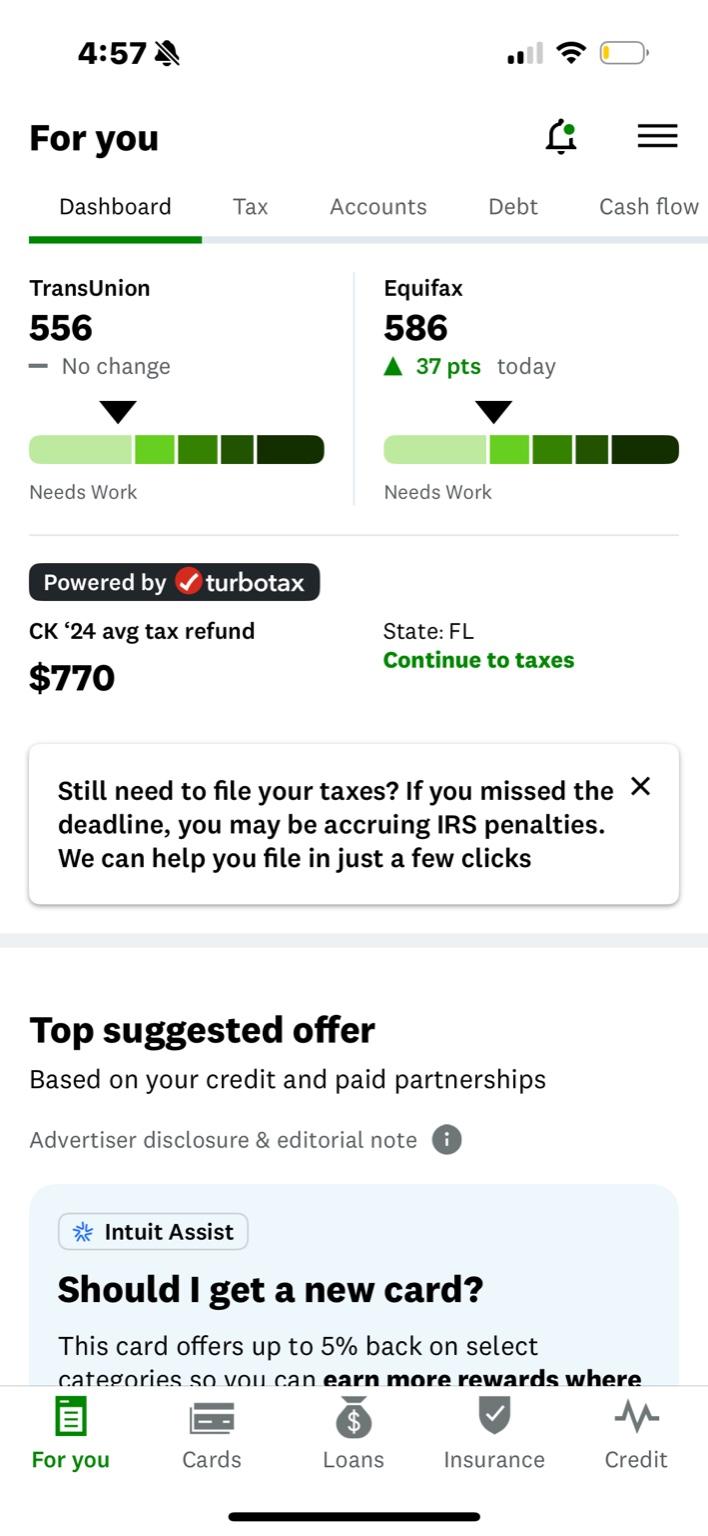 4:57
For you
Dashboard Tax Accounts Debt Cash flow
TransUnion
556
No change
Needs Work
Equifax
586
37 pts today
Needs Work
Powered by turbotax
CK ‘24 avg tax refund
$770
State: FL
Continue to taxes
Still need to file your taxes? If you missed the
deadline, you may be accruing IRS penalties.
We can help you file in just a few clicks
Top suggested offer
Based on your credit and paid partnerships
Advertiser disclosure & editorial note
Intuit Assist
Should I get a new card?
This card offers up to 5% back on select
categories so you can earn more rewards where
For you Cards Loans Insurance Credit